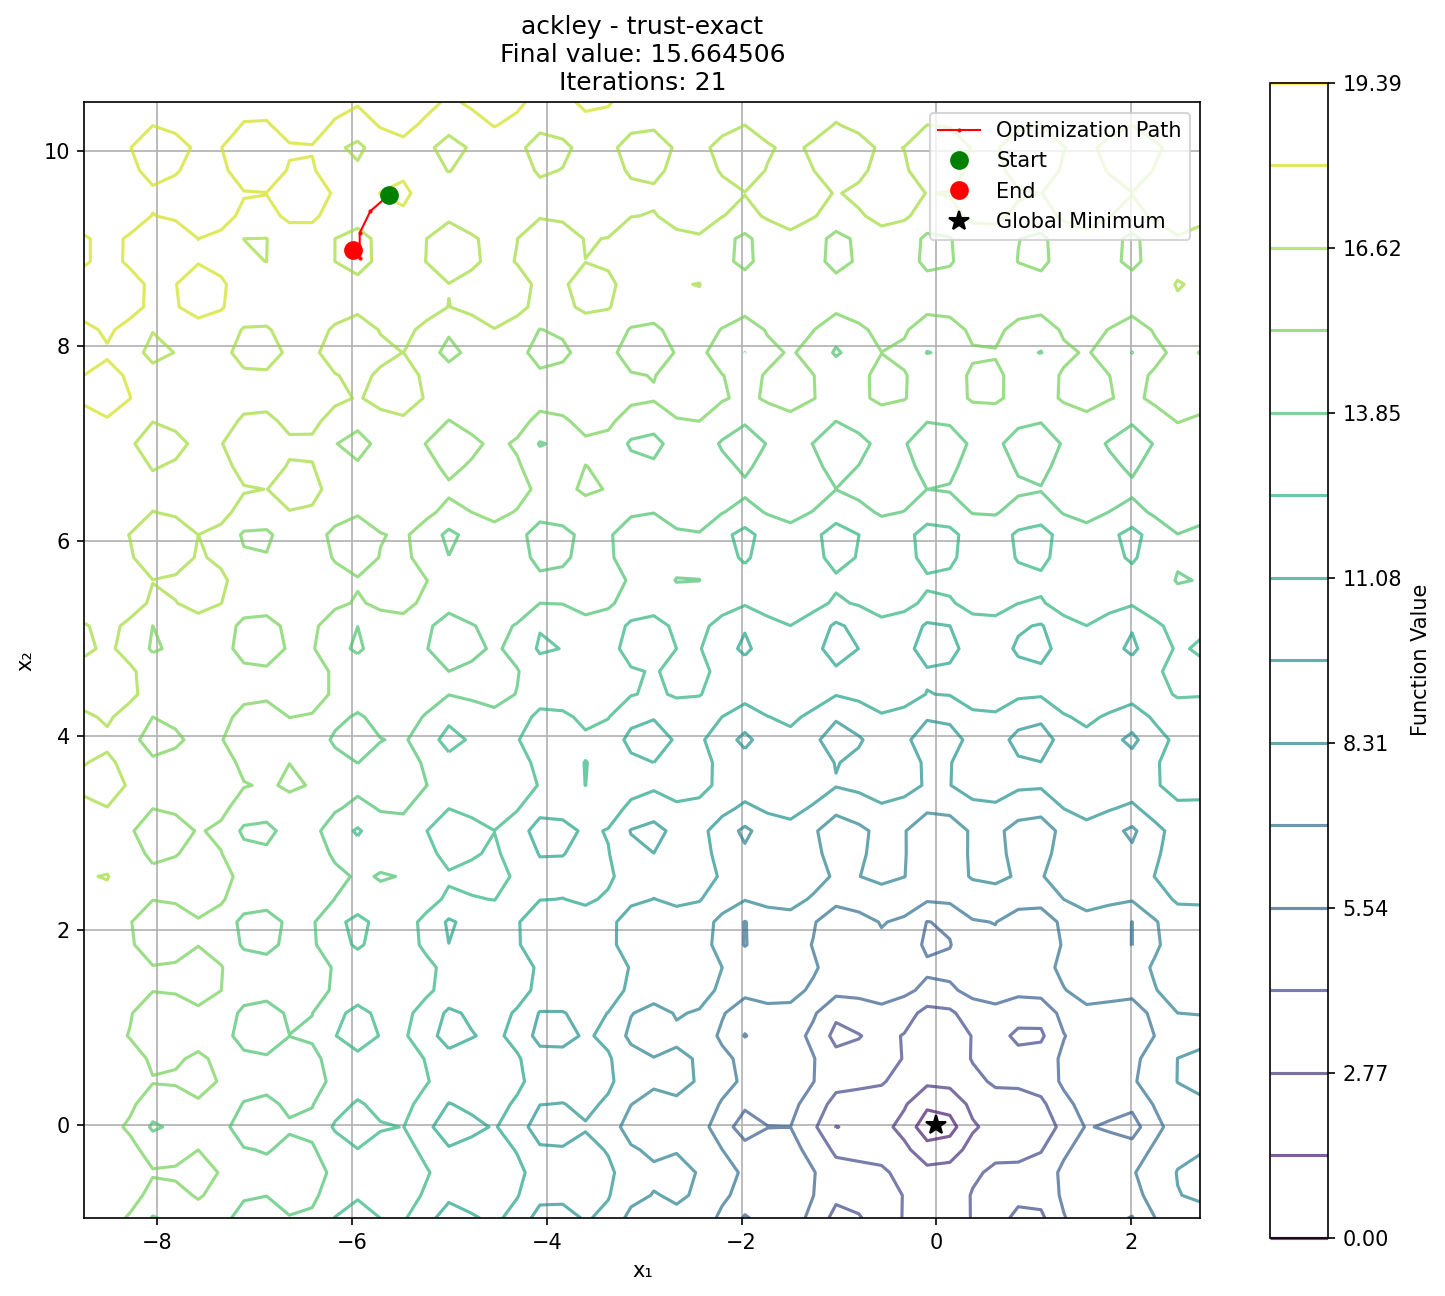 ackley - trust-exact
Final value: 15.664506
Iterations: 21
Optimization Path
Start
End
Global Minimum
10
8
6
4
2
0
x₂
−8
−6
−4
−2
0
2
x₁
19.39
16.62
13.85
11.08
8.31
5.54
2.77
0.00
Function Value